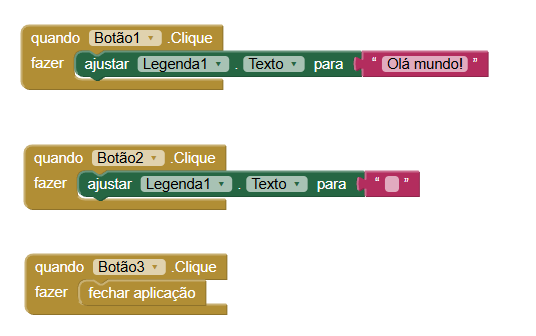 quando Botão1 .Clique
fazer ajustar Legenda1 . Texto para “ Olá mundo! ”
quando Botão2 .Clique
fazer ajustar Legenda1 . Texto para “ ”
quando Botão3 .Clique
fazer fechar aplicação